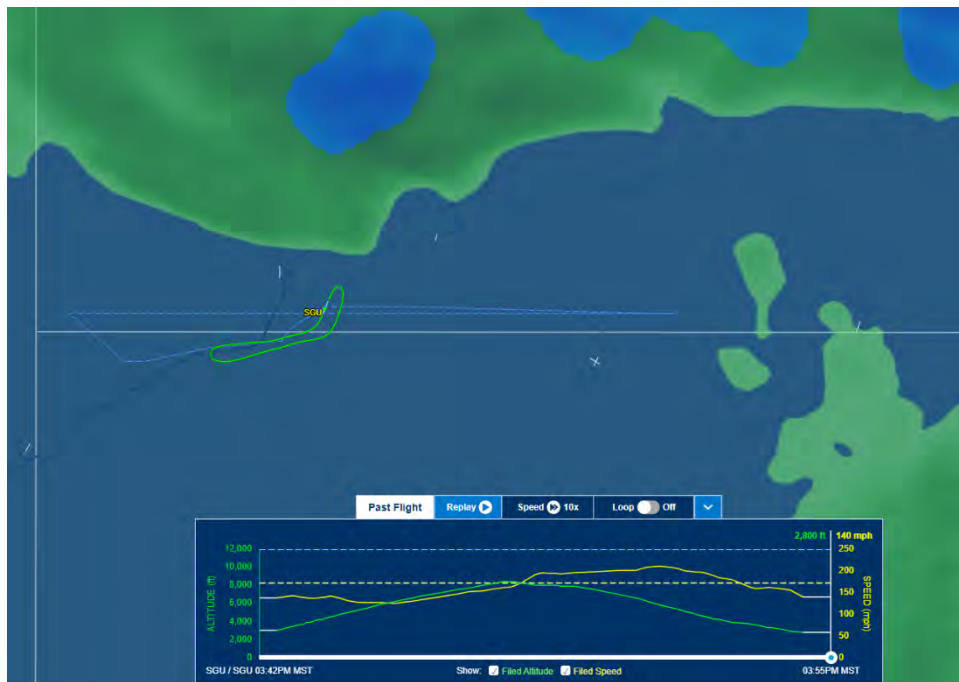 SGU
Past Flight Replay Speed 10x Loop Off
2,800 ft 140 mph
12,000 250
10,000 200
8,000 150
6,000 100
4,000 50
2,000 0
0
ALTITUDE (ft)
SPEED (mph)
SGU / SGU 03:42PM MST Show: Filed Altitude Filed Speed 03:55PM MST